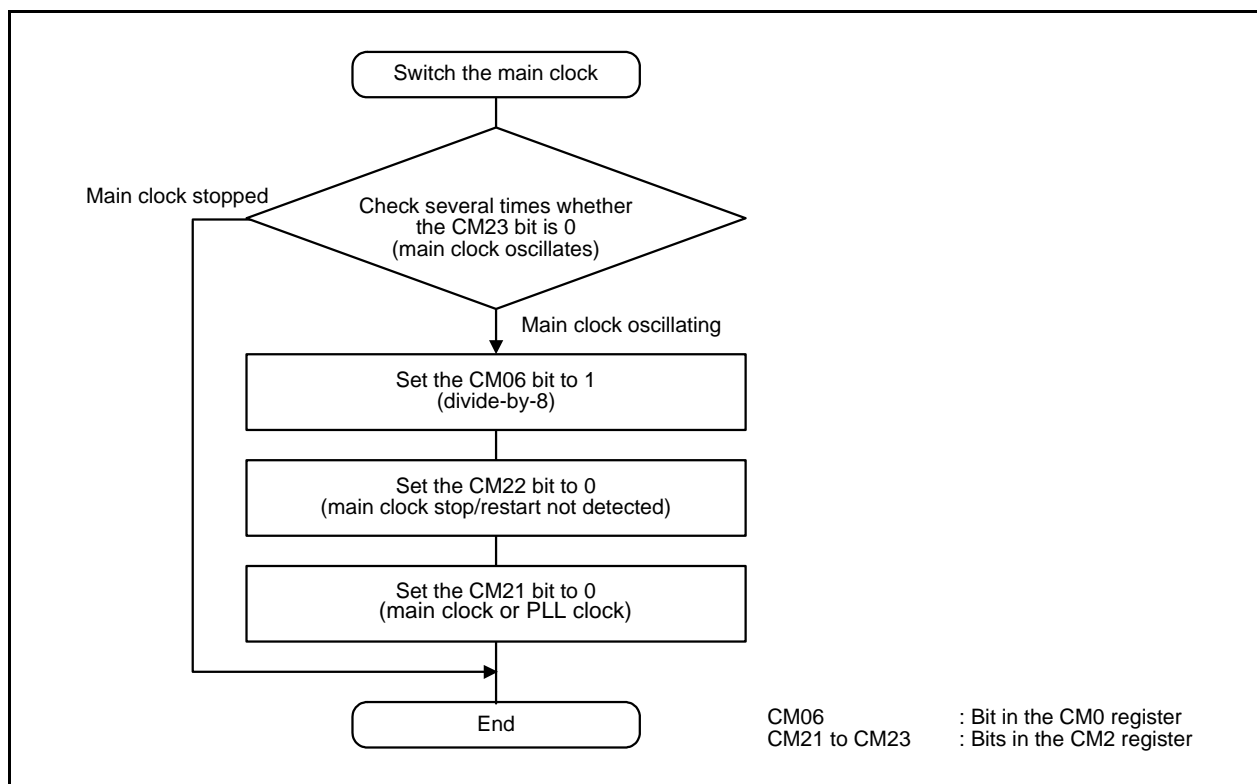 Switch the main clock
Main clock stopped
Check several times whether
the CM23 bit is 0
(main clock oscillates)
Main clock oscillating
Set the CM06 bit to 1
(divide-by-8)
Set the CM22 bit to 0
(main clock stop/restart not detected)
Set the CM21 bit to 0
(main clock or PLL clock)
End
CM06 : Bit in the CM0 register
CM21 to CM23 : Bits in the CM2 register